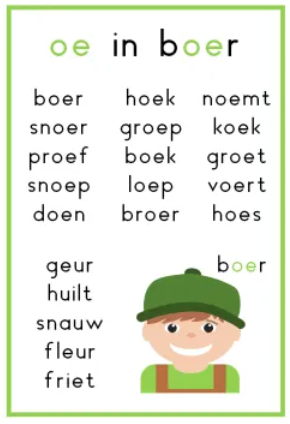 oe in boer
boer hoek noemt
snoer groep koek
proef boek groet
snoep loep voert
doen broer hoes
geur boer
huilt
snauw
fleur
friet